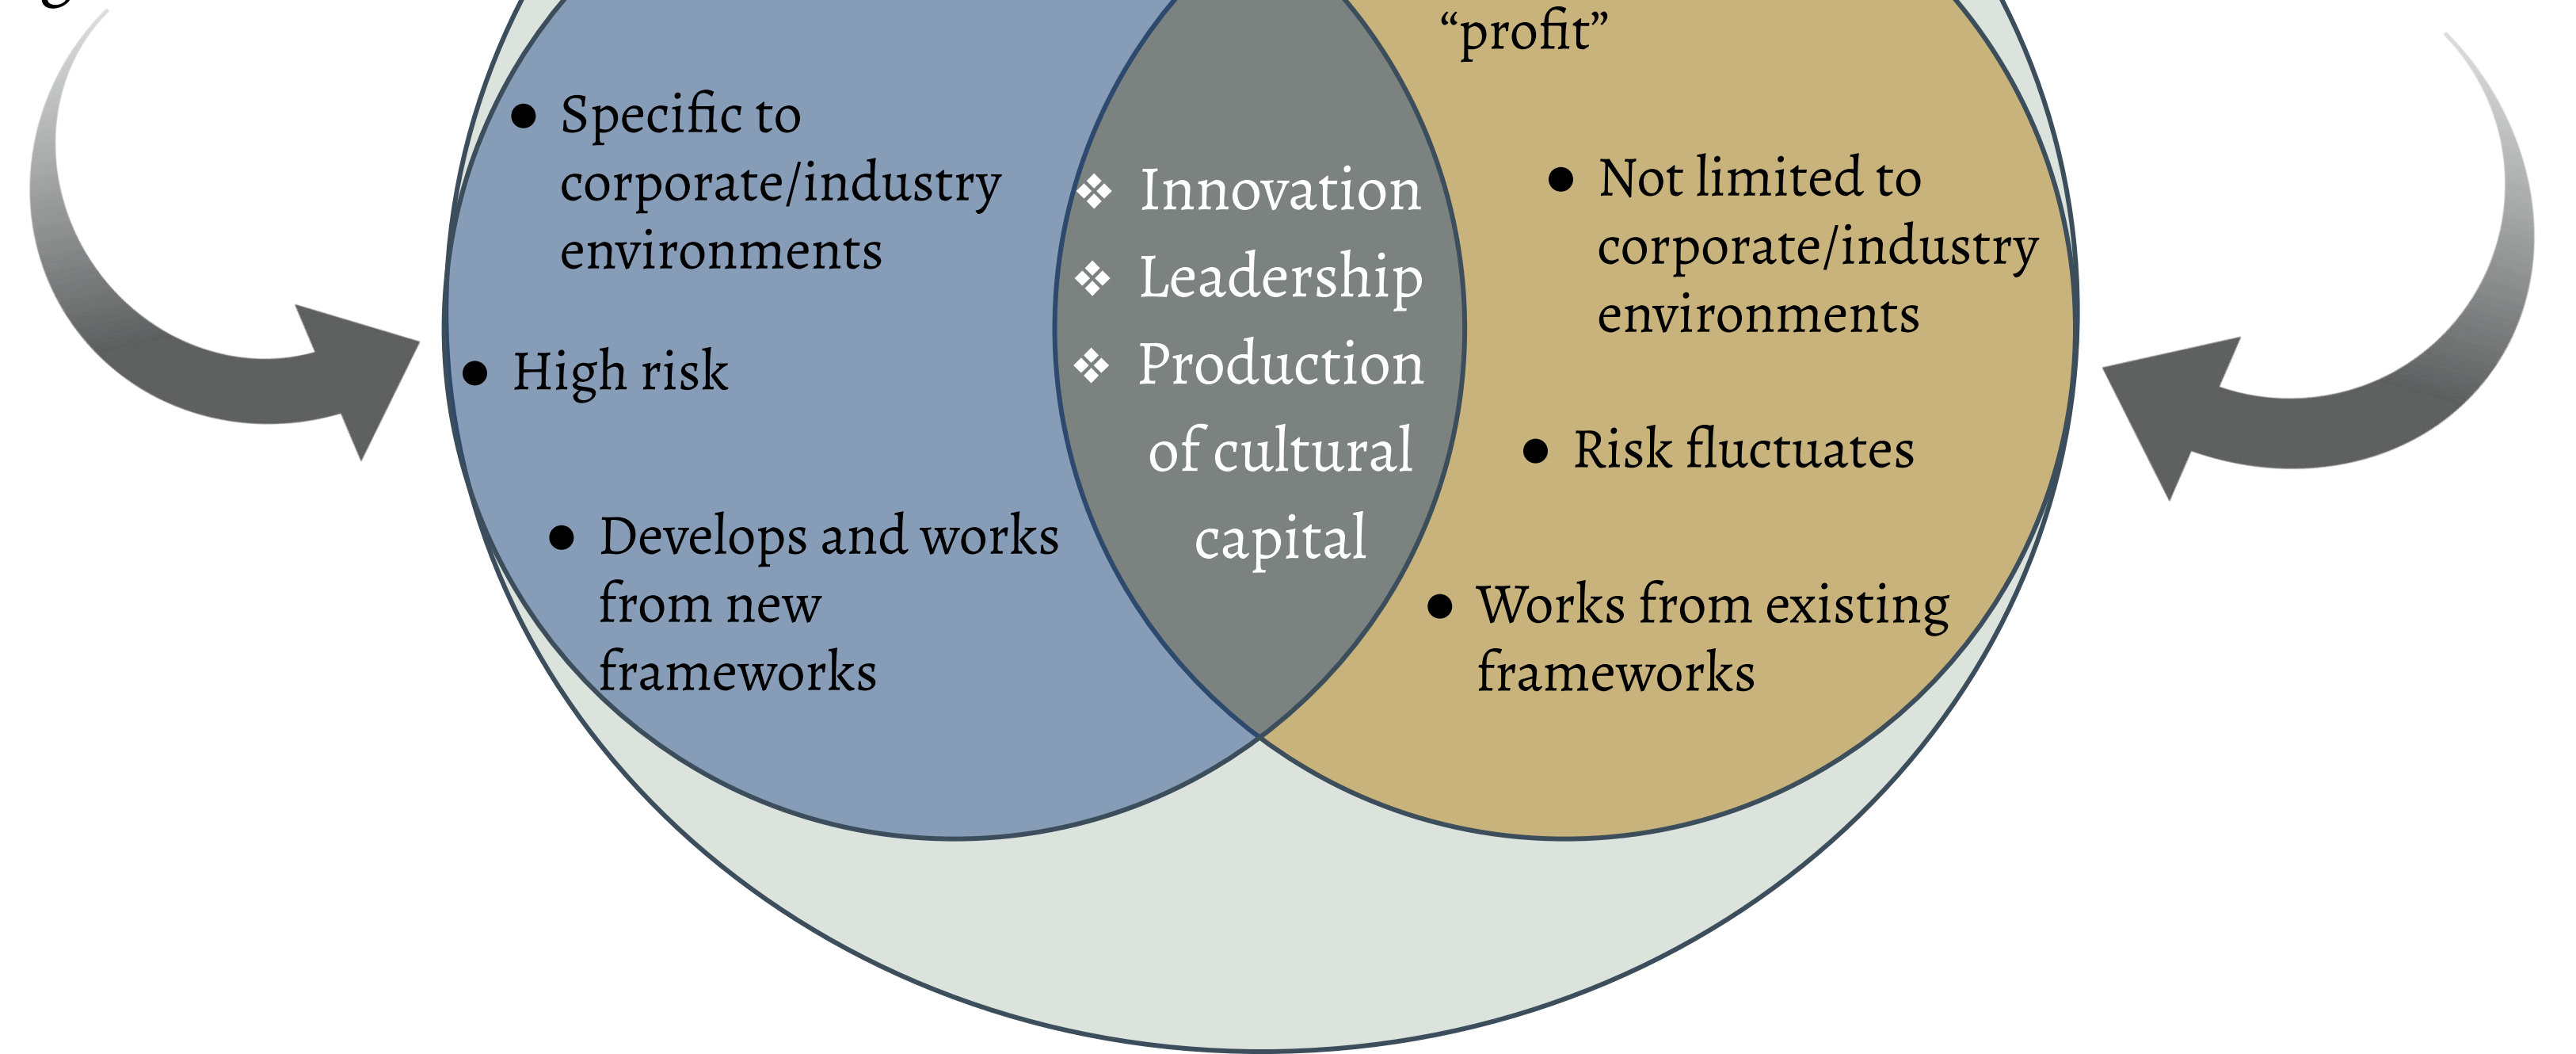 “profit”
● Specific to
corporate/industry
environments
● High risk
● Develops and works
from new
frameworks
❖ Innovation
❖ Leadership
❖ Production
of cultural
capital
● Not limited to
corporate/industry
environments
● Risk fluctuates
● Works from existing
frameworks